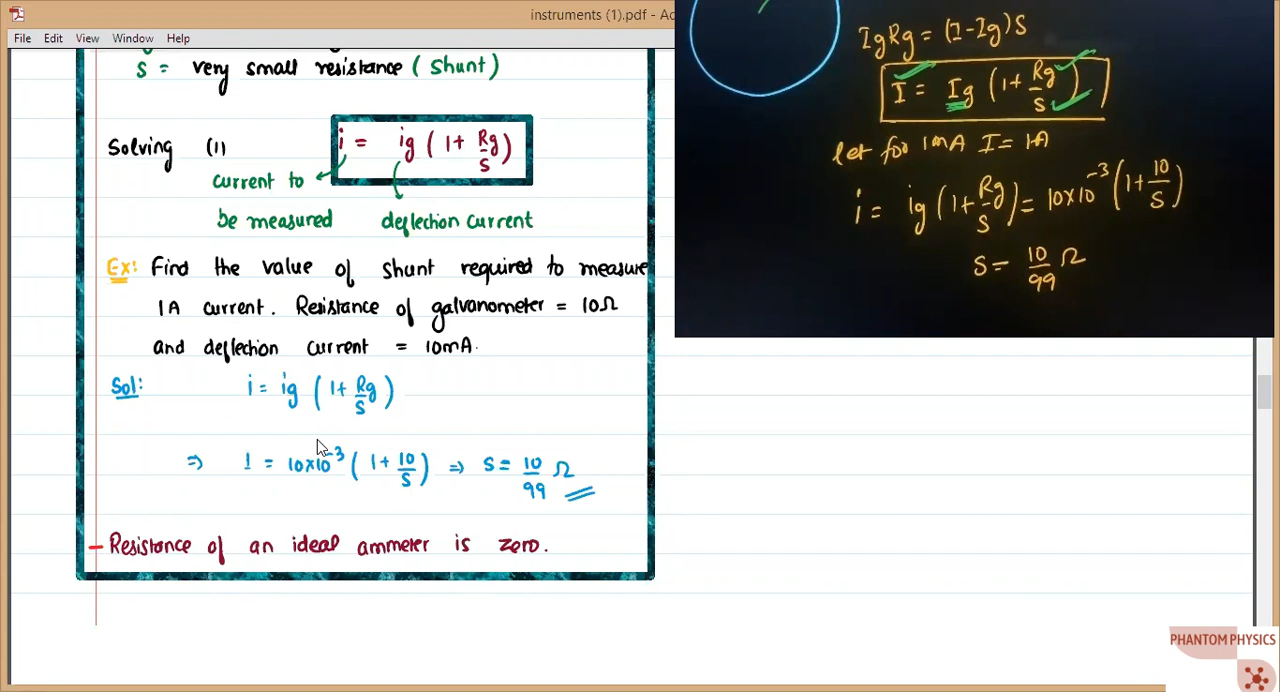 instruments (1).pdf - Ac
File Edit View Window Help
S = very small resistance (Shunt)
Solving (1) i = ig (1 + Rg/S)
current to be measured
deflection current
Ex: Find the value of shunt required to measure
1A current. Resistance of galvanometer = 10Ω
and deflection current = 10mA.
Sol: i = ig (1 + Rg/S)
⇒ 1 = 10×10⁻³ (1 + 10/S) ⇒ S = 10/99 Ω
– Resistance of an ideal ammeter is zero.
IgRg = (I-Ig)S
I = Ig (1 + Rg/S)
let for 1mA I = 1A
i = ig (1 + Rg/S) = 10×10⁻³ (1 + 10/S)
S = 10/99 Ω
PHANTOM PHYSICS